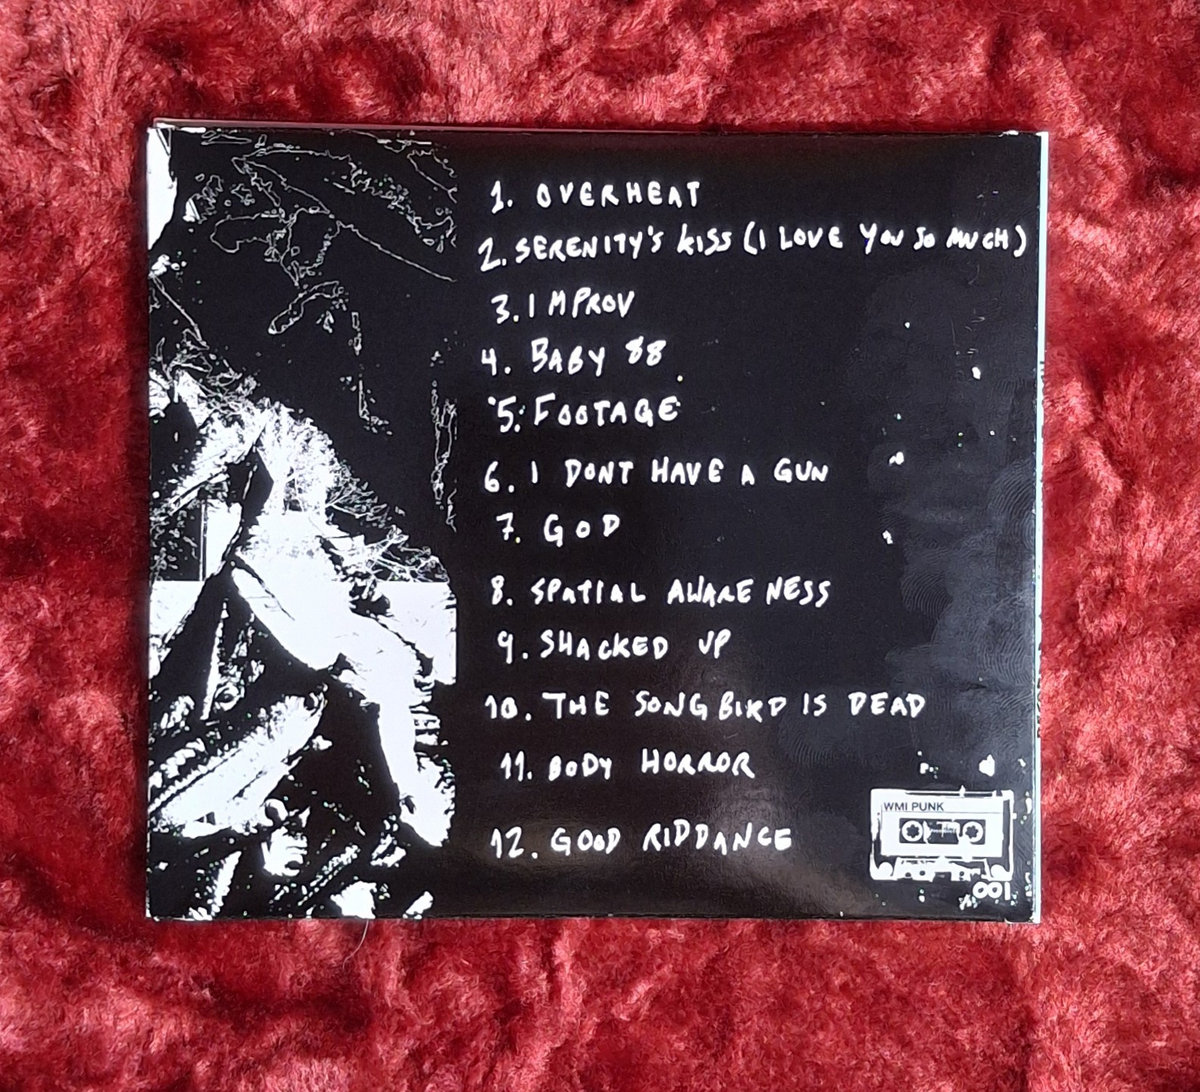 1. OVERHEAT
2. SERENITY'S KISS (I LOVE YOU SO MUCH)
3. IMPROV
4. BABY 88
5. FOOTAGE
6. I DONT HAVE A GUN
7. GOD
8. SPATIAL AWARENESS
9. SHACKED UP
10. THE SONGBIRD IS DEAD
11. BODY HORROR
12. GOOD RIDDANCE
WMI PUNK
001